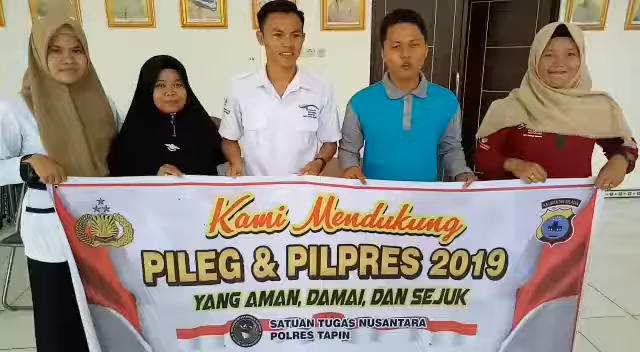 Kami Mendukung
PILEG & PILPRES 2019
YANG AMAN, DAMAI, DAN SEJUK
SATUAN TUGAS NUSANTARA
POLRES TAPIN